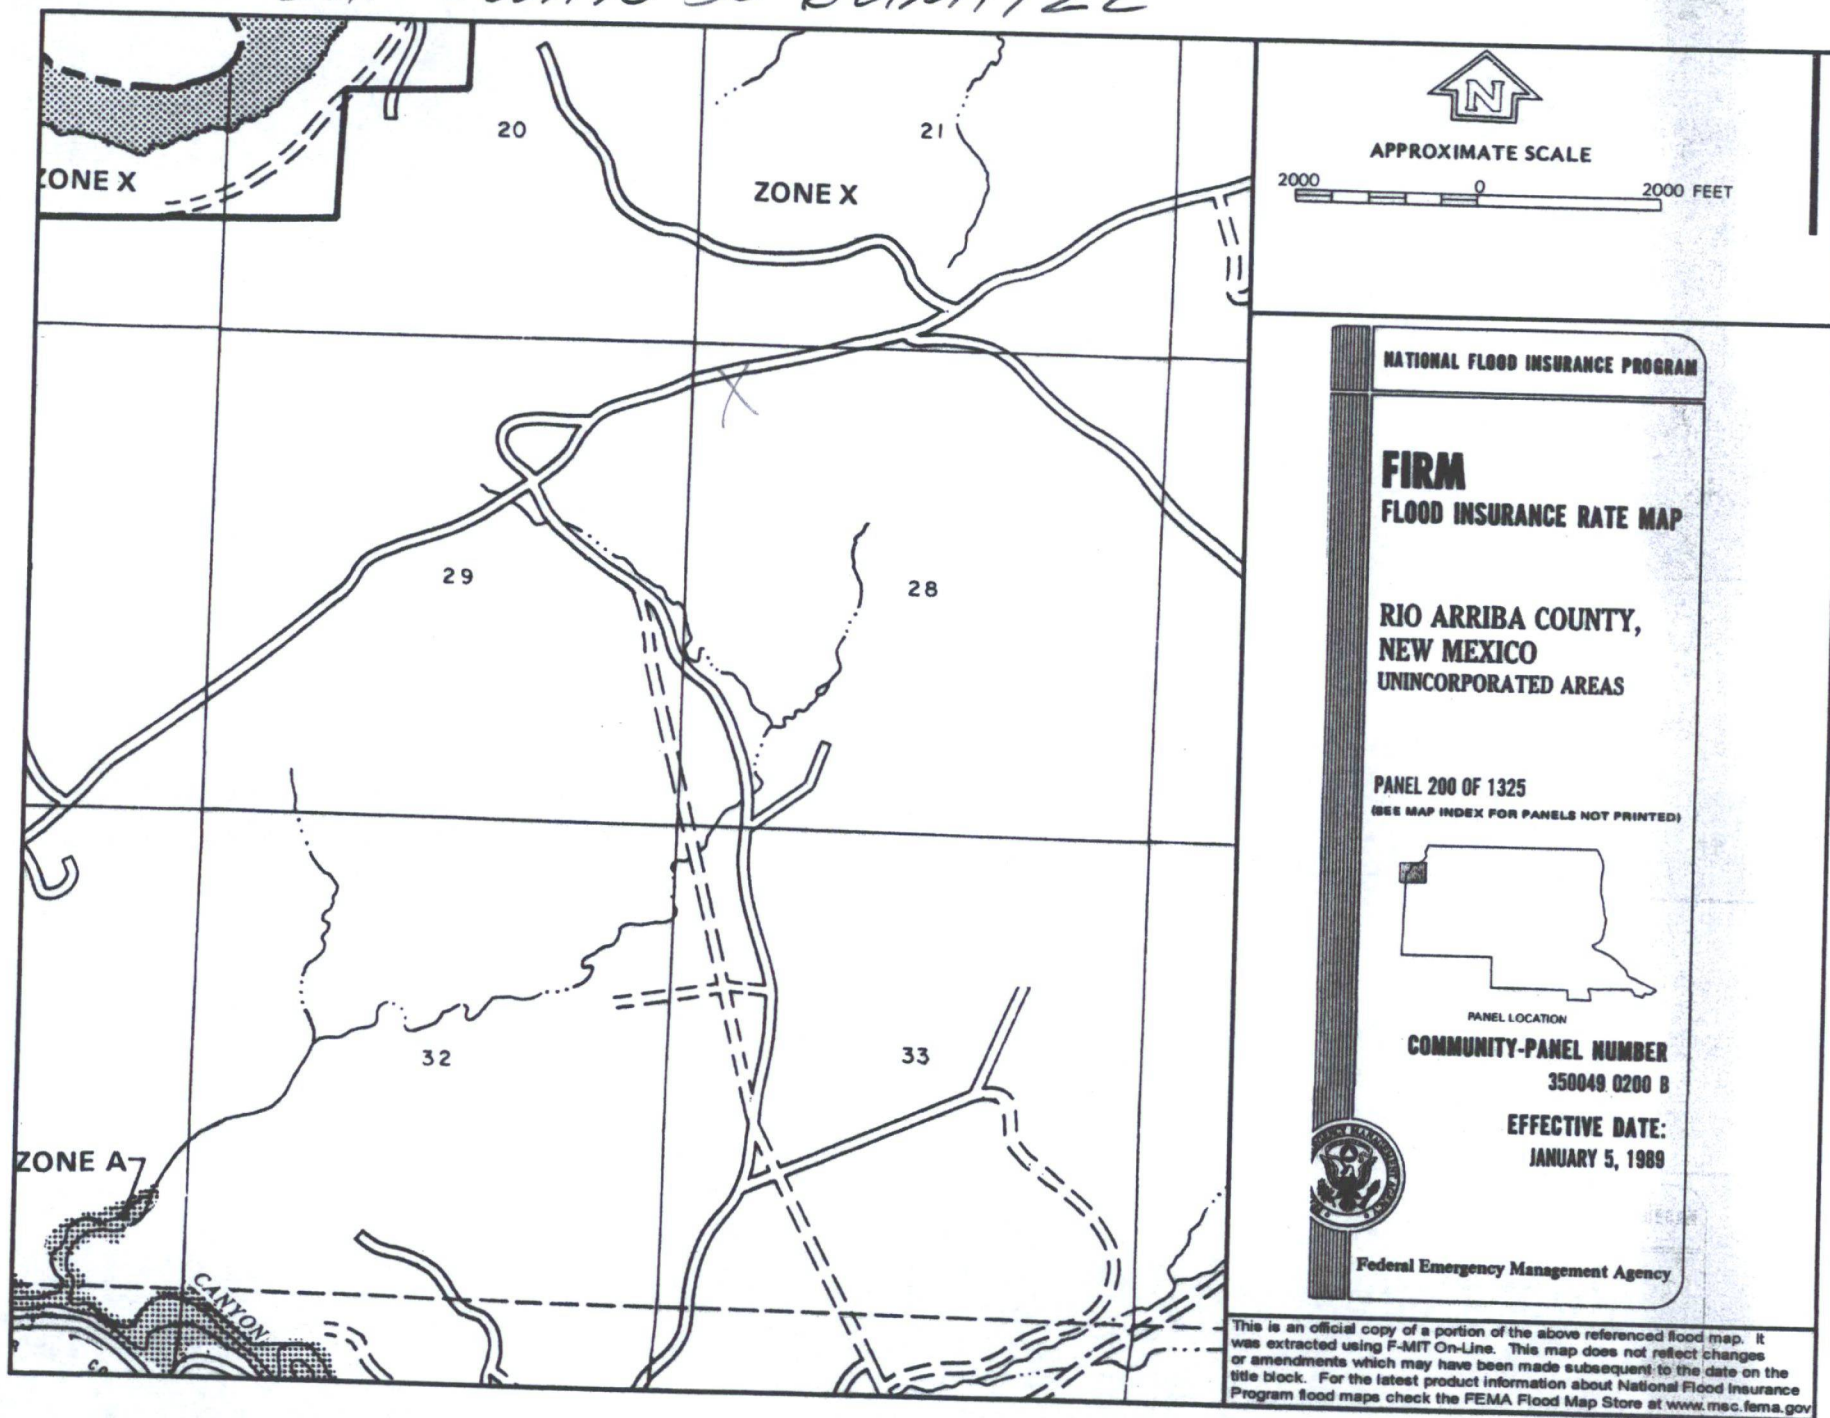 20
21
ZONE X
ZONE X
29
28
32
33
ZONE A
CANYON
N
APPROXIMATE SCALE
2000 0 2000 FEET
NATIONAL FLOOD INSURANCE PROGRAM
FIRM
FLOOD INSURANCE RATE MAP
RIO ARRIBA COUNTY,
NEW MEXICO
UNINCORPORATED AREAS
PANEL 200 OF 1325
(SEE MAP INDEX FOR PANELS NOT PRINTED)
PANEL LOCATION
COMMUNITY-PANEL NUMBER
350049 0200 B
EFFECTIVE DATE:
JANUARY 5, 1989
Federal Emergency Management Agency
This is an official copy of a portion of the above referenced flood map. It
was extracted using F-MIT On-Line. This map does not reflect changes
or amendments which may have been made subsequent to the date on the
title block. For the latest product information about National Flood Insurance
Program flood maps check the FEMA Flood Map Store at www.msc.fema.gov